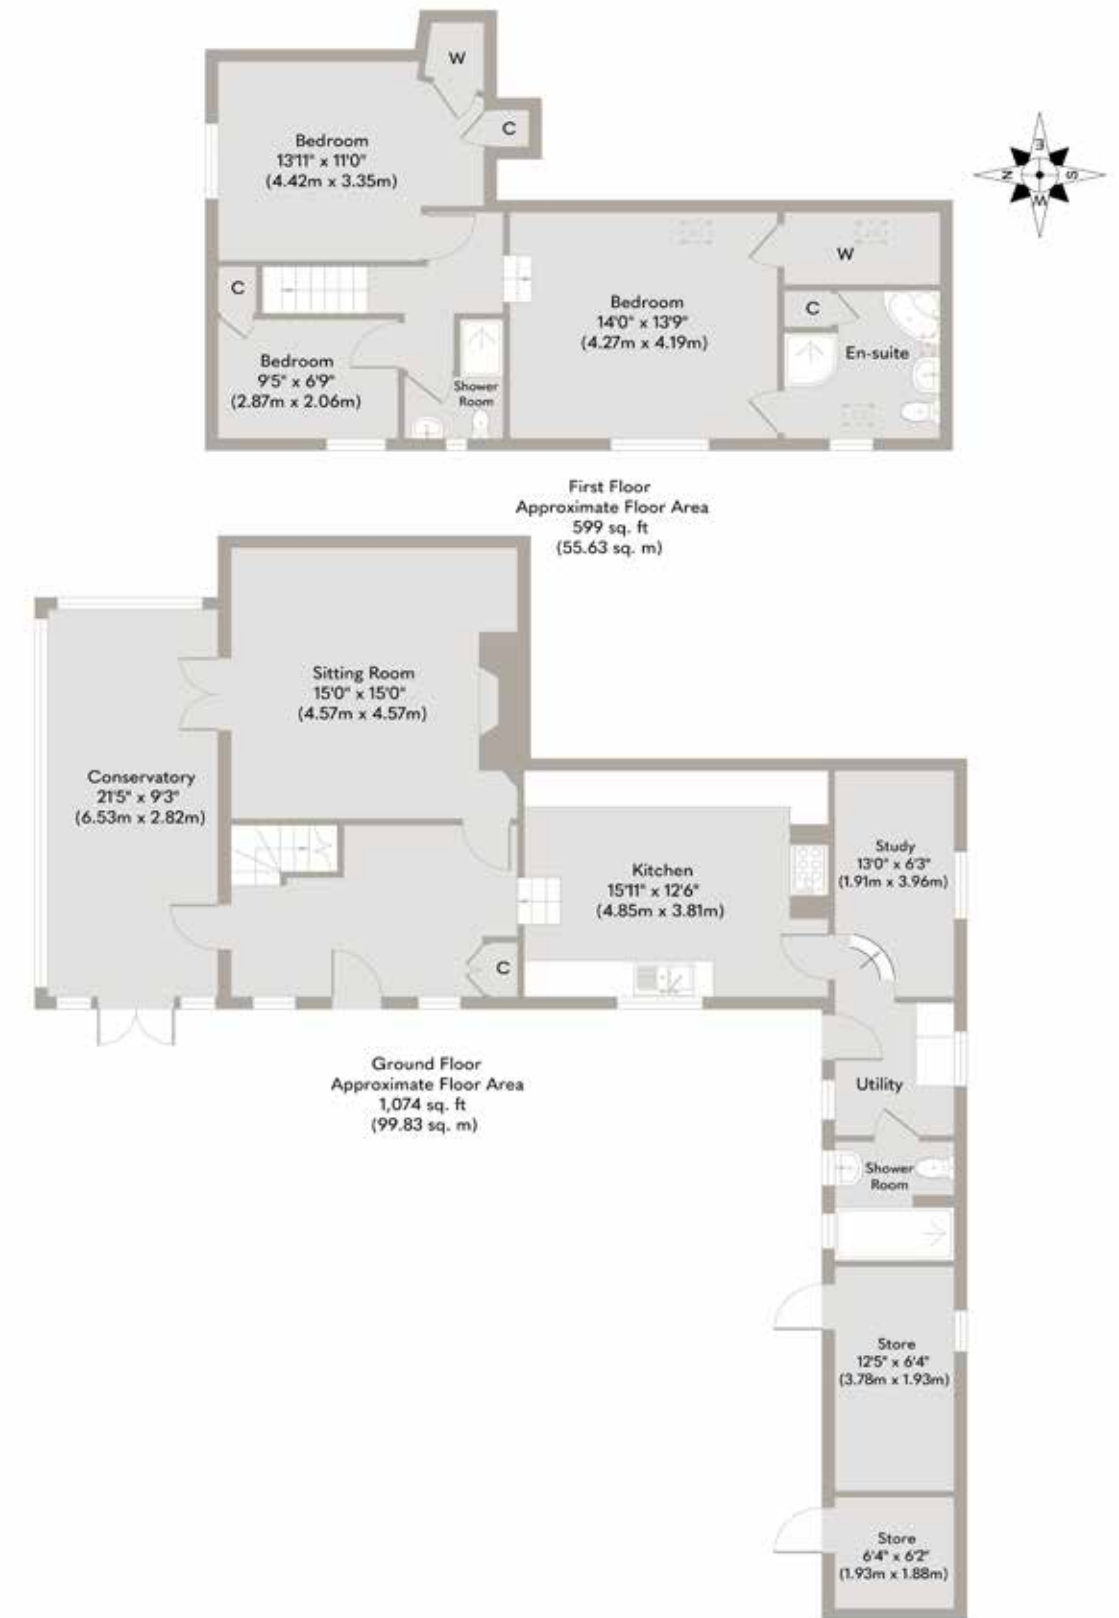 W
C
Bedroom
13'11" x 11'0"
(4.42m x 3.35m)
E
N
S
W
W
C
Bedroom
14'0" x 13'9"
(4.27m x 4.19m)
C
En-suite
Bedroom
9'5" x 6'9"
(2.87m x 2.06m)
Shower
Room
First Floor
Approximate Floor Area
599 sq. ft
(55.63 sq. m)
Sitting Room
15'0" x 15'0"
(4.57m x 4.57m)
Conservatory
21'5" x 9'3"
(6.53m x 2.82m)
Kitchen
15'11" x 12'6"
(4.85m x 3.81m)
Study
13'0" x 6'3"
(1.91m x 3.96m)
C
Ground Floor
Approximate Floor Area
1,074 sq. ft
(99.83 sq. m)
Utility
Shower
Room
Store
12'5" x 6'4"
(3.78m x 1.93m)
Store
6'4" x 6'2"
(1.93m x 1.88m)